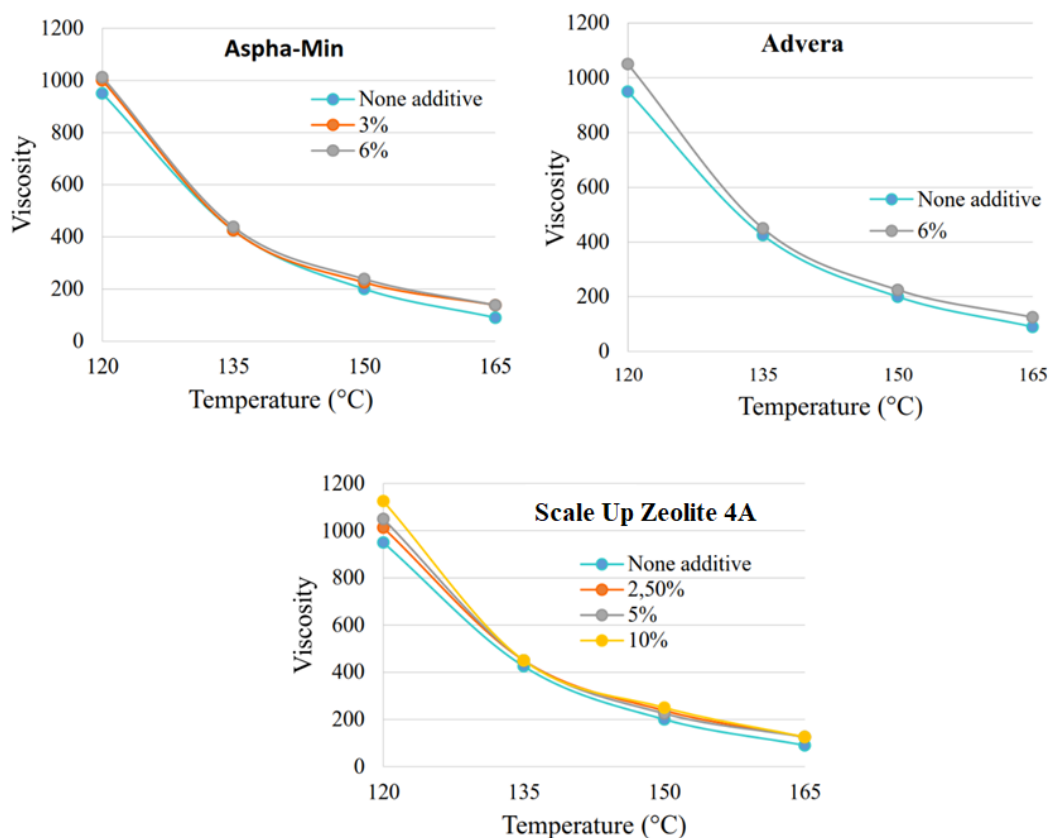 Aspha-Min
Viscosity
1200
1000
800
600
400
200
0
None additive
3%
6%
120 135 150 165
Temperature (°C)
Advera
Viscosity
1200
1000
800
600
400
200
0
None additive
6%
120 135 150 165
Temperature (°C)
Scale Up Zeolite 4A
Viscosity
1200
1000
800
600
400
200
0
None additive
2,50%
5%
10%
120 135 150 165
Temperature (°C)